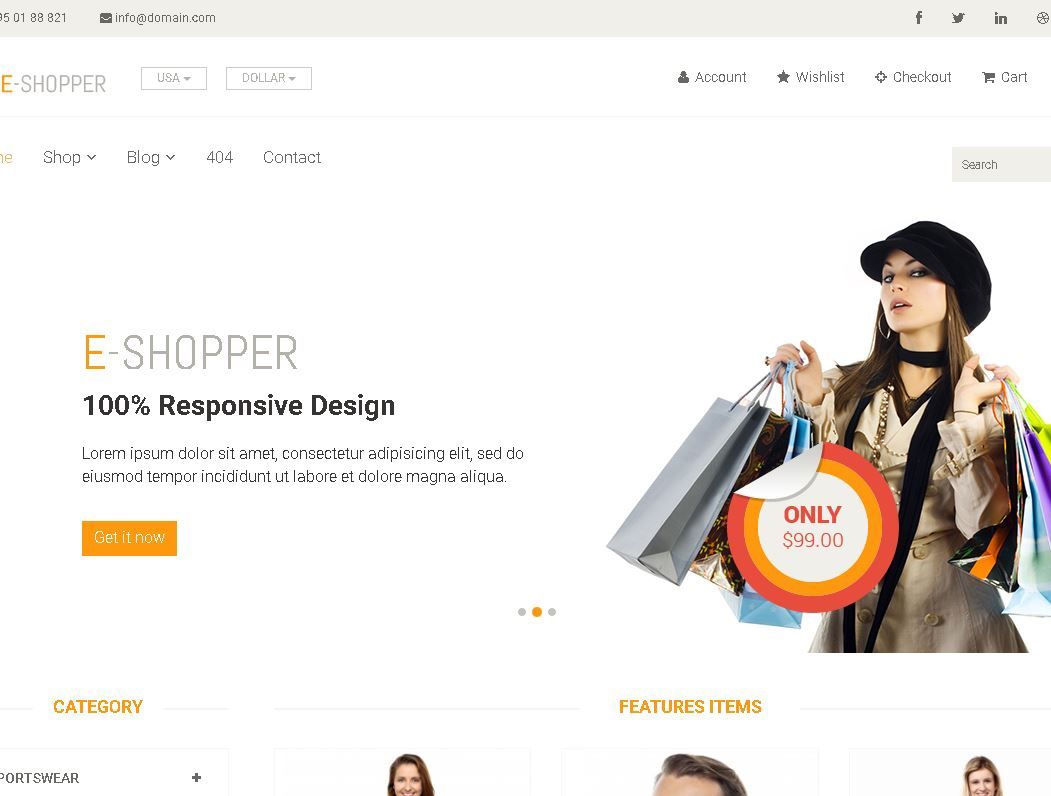 95 01 88 821 info@domain.com
E-SHOPPER USA DOLLAR Account Wishlist Checkout Cart
Shop Blog 404 Contact
Search
E-SHOPPER
100% Responsive Design
Lorem ipsum dolor sit amet, consectetur adipisicing elit, sed do
eiusmod tempor incididunt ut labore et dolore magna aliqua.
Get it now
ONLY
$99.00
CATEGORY FEATURES ITEMS
PORTSWEAR